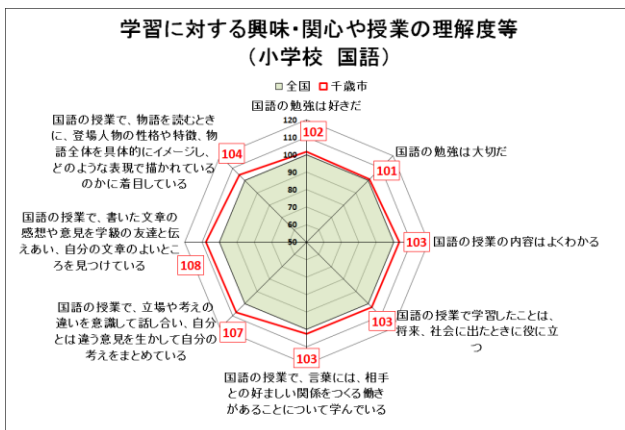 学習に対する興味・関心や授業の理解度等
（小学校 国語）
全国 千歳市
国語の勉強は好きだ
102
国語の勉強は大切だ
101
国語の授業の内容はよくわかる
103
国語の授業で学習したことは、
将来、社会に出たときに役に立
つ
103
国語の授業で、言葉には、相手
との好ましい関係をつくる働き
があることについて学んでいる
103
国語の授業で、立場や考えの
違いを意識して話し合い、自分
とは違う意見を生かして自分の
考えをまとめている
107
国語の授業で、書いた文章の
感想や意見を学級の友達と伝
えあい、自分の文章のよいとこ
ろを見つけている
108
国語の授業で、物語を読むとき
に、登場人物の性格や特徴、物
語全体を具体的にイメージし、
どのような表現で描かれている
のかに着目している
104
120
110
100
90
80
70
60
50